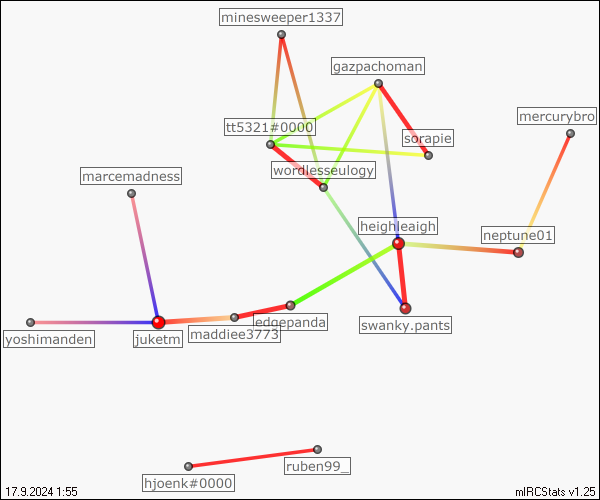 minesweeper1337
gazpachoman
mercurybro
tt5321#0000
sorapie
wordlesseulogy
marcemadness
heighleaigh
neptune01
edgepanda
swanky.pants
maddiee3773
yoshimanden
juketm
ruben99_
hjoenk#0000
17.9.2024 1:55
mIRCStats v1.25